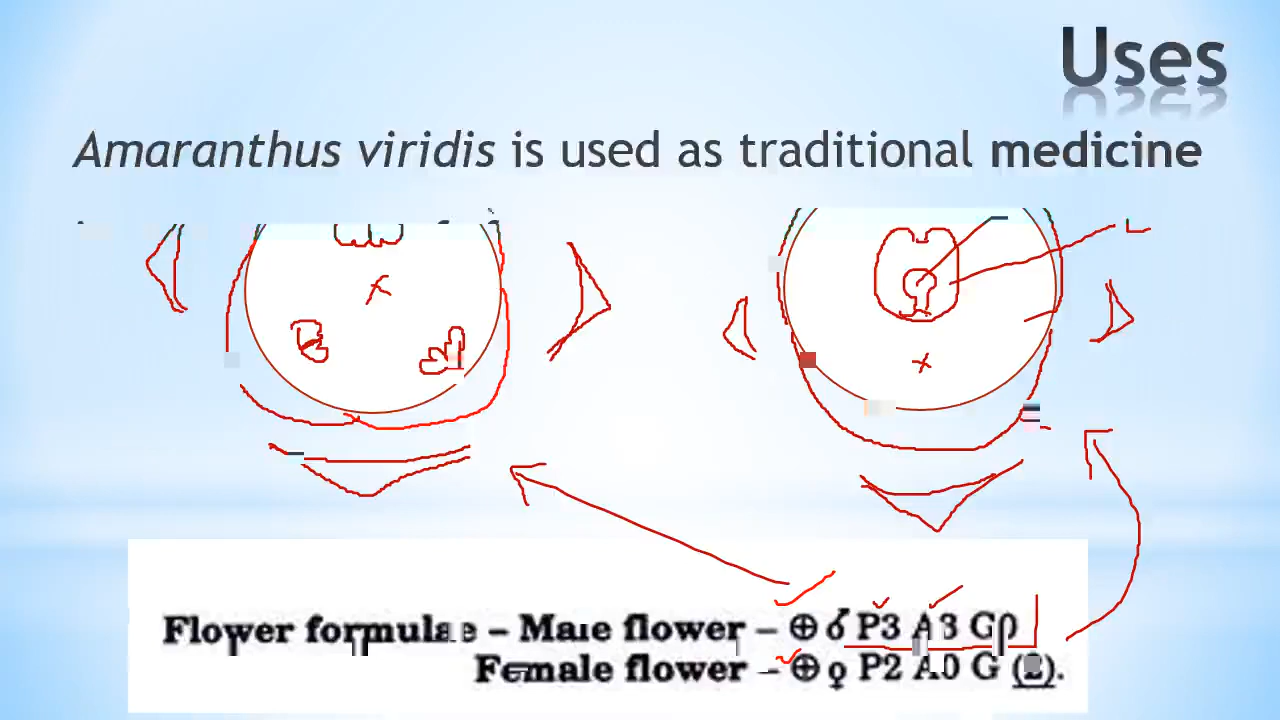 Uses
Amaranthus viridis is used as traditional medicine
Flower formulae – Male flower – ⊕ ♂ P3 A3 G0
Female flower – ⊕ ♀ P2 A0 G (2).